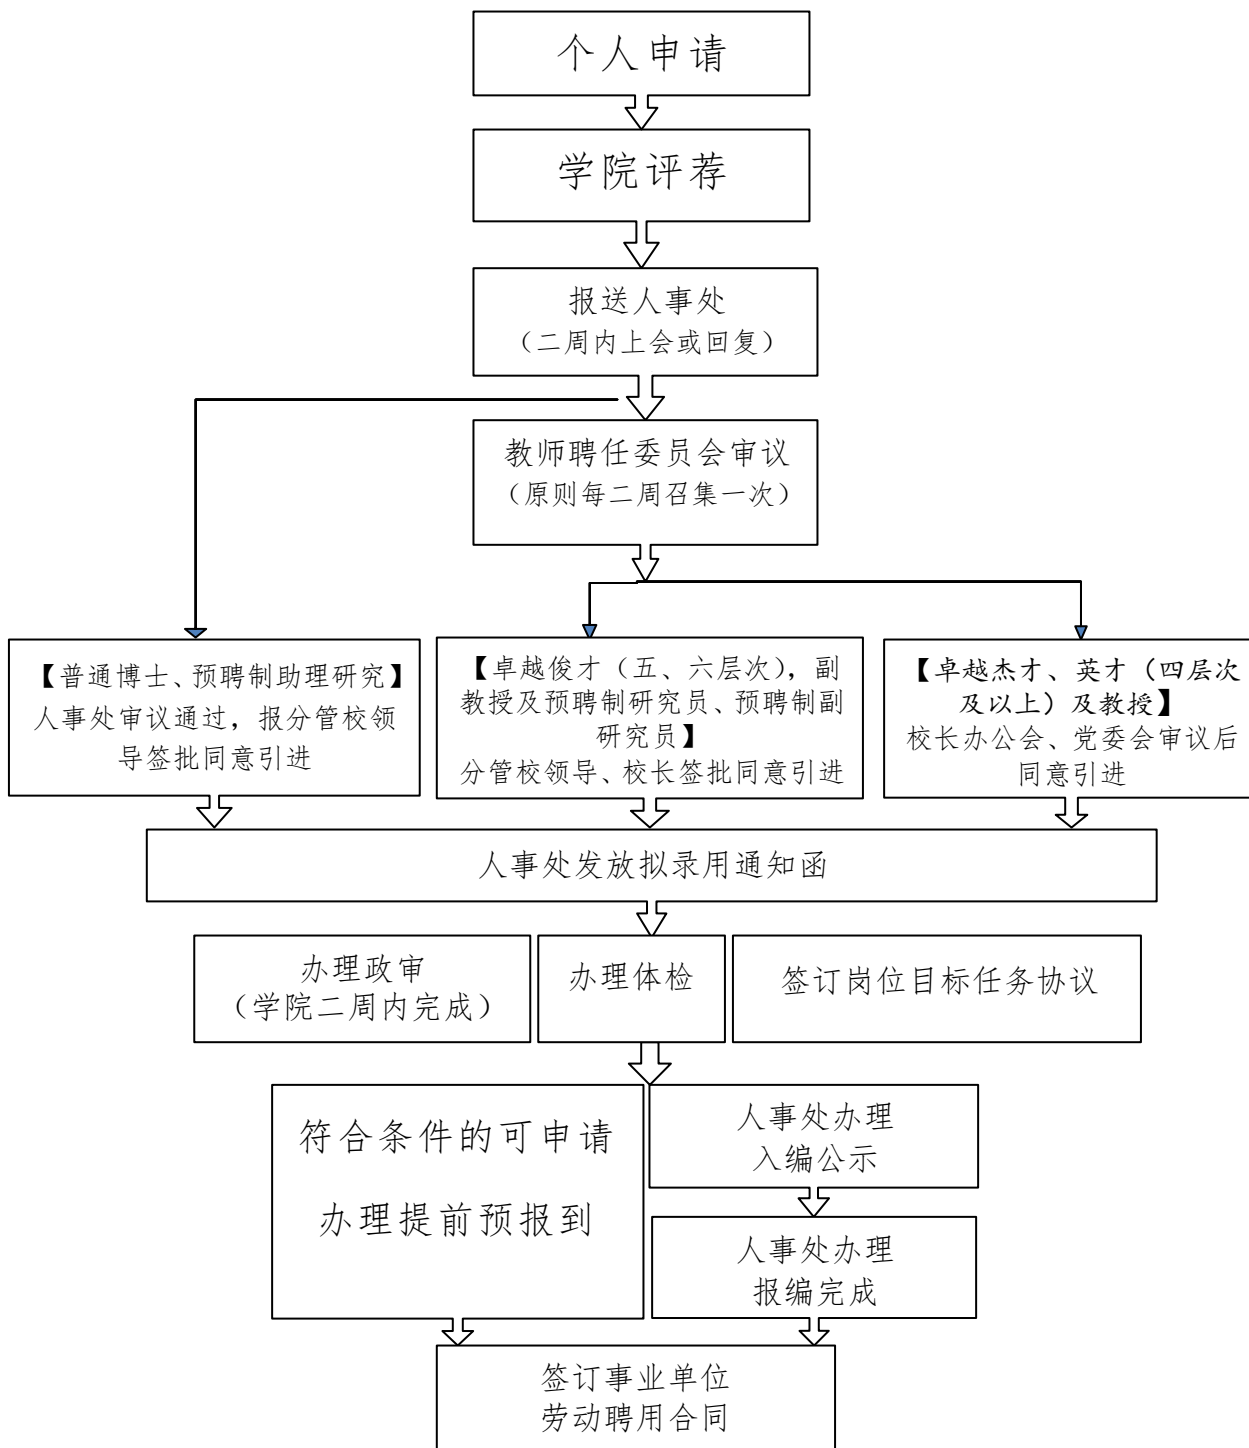 个人申请
学院评荐
报送人事处
（二周内上会或回复）
教师聘任委员会审议
（原则每二周召集一次）
【普通博士、预聘制助理研究】
人事处审议通过，报分管校领
导签批同意引进
【卓越俊才（五、六层次），副
教授及预聘制研究员、预聘制副
研究员】
分管校领导、校长签批同意引进
【卓越杰才、英才（四层次
及以上）及教授】
校长办公会、党委会审议后
同意引进
人事处发放拟录用通知函
办理政审
（学院二周内完成）
办理体检
签订岗位目标任务协议
符合条件的可申请
办理提前预报到
人事处办理
入编公示
人事处办理
报编完成
签订事业单位
劳动聘用合同